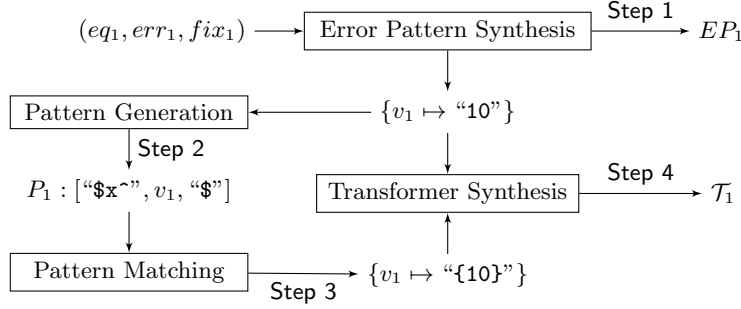 Step 1
(eq₁, err₁, fix₁)
Error Pattern Synthesis
EP₁
Pattern Generation
{v₁ ↦ “10”}
Step 2
Step 4
P₁ : [“$x^”, v₁, “$”]
Transformer Synthesis
𝒯₁
Pattern Matching
{v₁ ↦ “{10}”}
Step 3